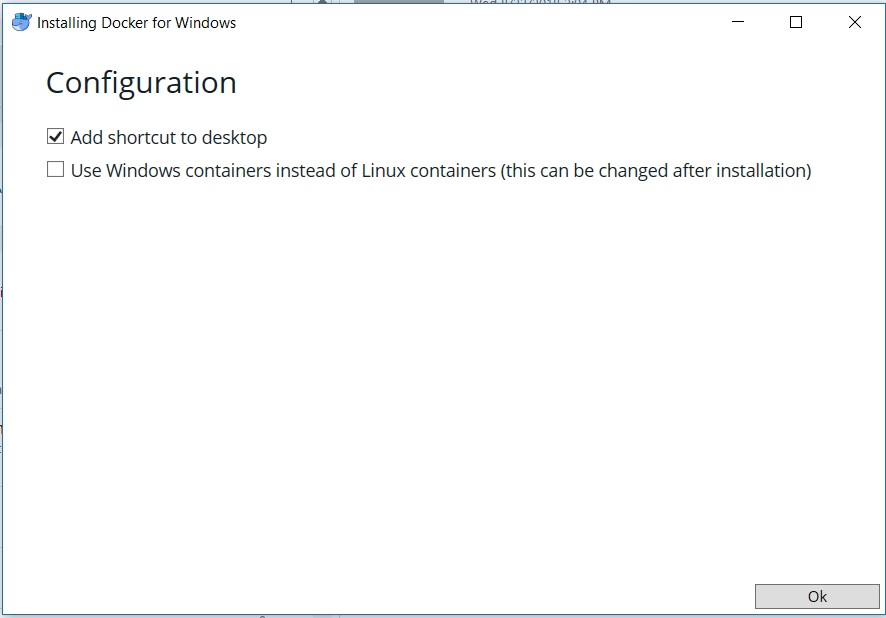 Installing Docker for Windows
Configuration
Add shortcut to desktop
Use Windows containers instead of Linux containers (this can be changed after installation)
Ok